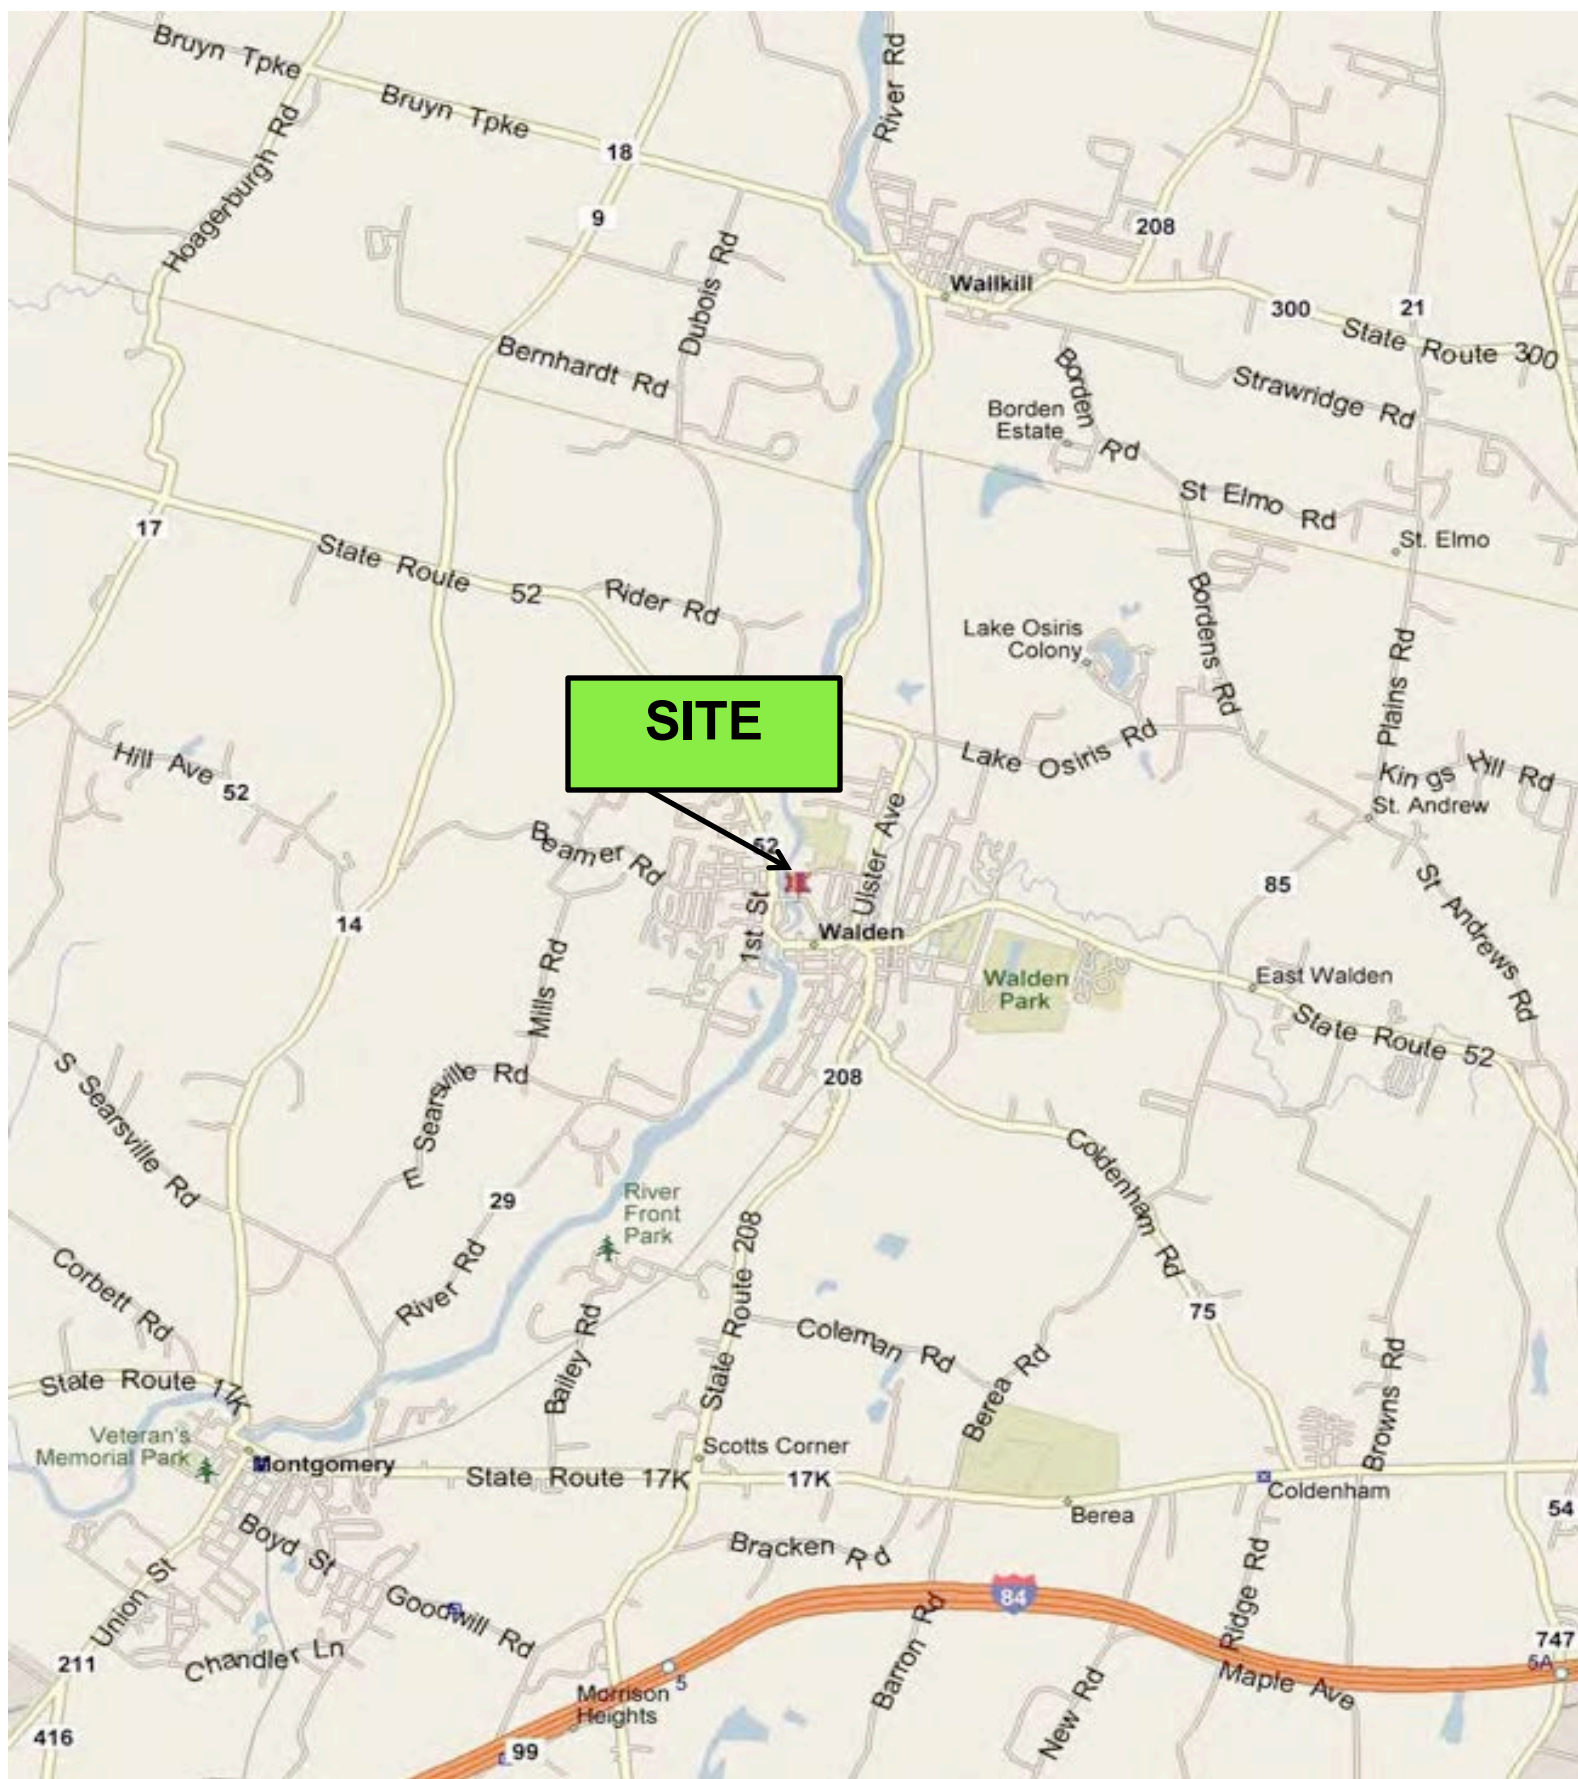 Bruyn Tpke
Bruyn Tpke
River Rd
18
Hoagerburgh Rd
9
208
Dubois Rd
Wallkill
300
21
State Route 300
Bernhardt Rd
Borden Rd
Strawridge Rd
Borden
Estate
St Elmo Rd
17
St. Elmo
State Route 52
Rider Rd
Bordens Rd
Lake Osiris
Colony
Plains Rd
SITE
Hill Ave
52
Lake Osiris Rd
Kings Hill Rd
St. Andrew
Beamer Rd
52
Ulster Ave
85
St Andrews Rd
14
1st St
Walden
Mills Rd
Walden
Park
East Walden
State Route 52
S Searsville Rd
E Searsville Rd
208
Coldenham Rd
29
River
Front
Park
Corbett Rd
River Rd
State Route 208
75
Coleman Rd
Bailey Rd
Berea Rd
Browns Rd
State Route 17K
Veteran's
Memorial Park
Montgomery
Scotts Corner
State Route 17K
17K
Coldenham
Berea
54
Boyd St
Bracken Rd
Union St
Goodwill Rd
84
Ridge Rd
Chandler Ln
Barron Rd
747
211
5
5A
Maple Ave
Morrison
Heights
New Rd
416
99